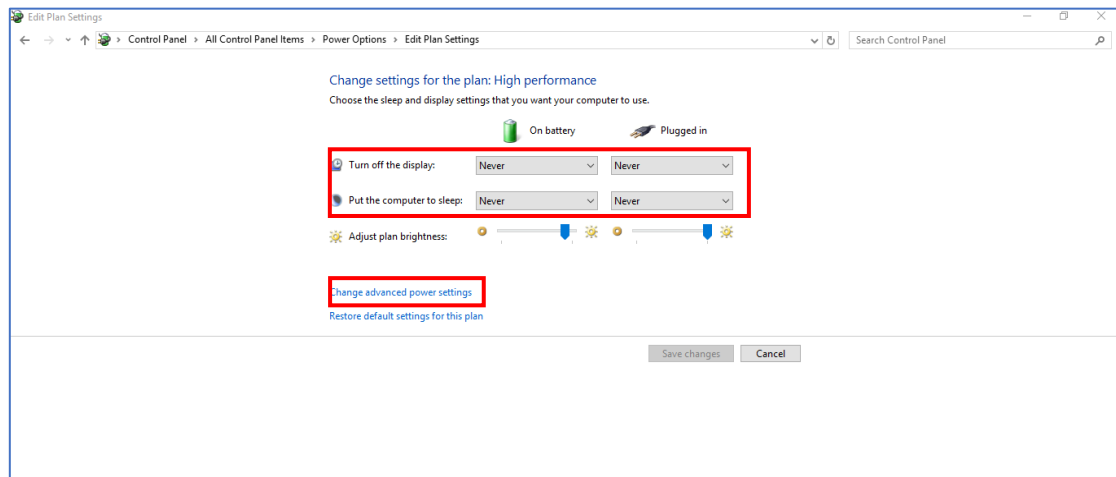 Edit Plan Settings
Control Panel > All Control Panel Items > Power Options > Edit Plan Settings
Search Control Panel
Change settings for the plan: High performance
Choose the sleep and display settings that you want your computer to use.
On battery Plugged in
Turn off the display: Never Never
Put the computer to sleep: Never Never
Adjust plan brightness:
Change advanced power settings
Restore default settings for this plan
Save changes Cancel